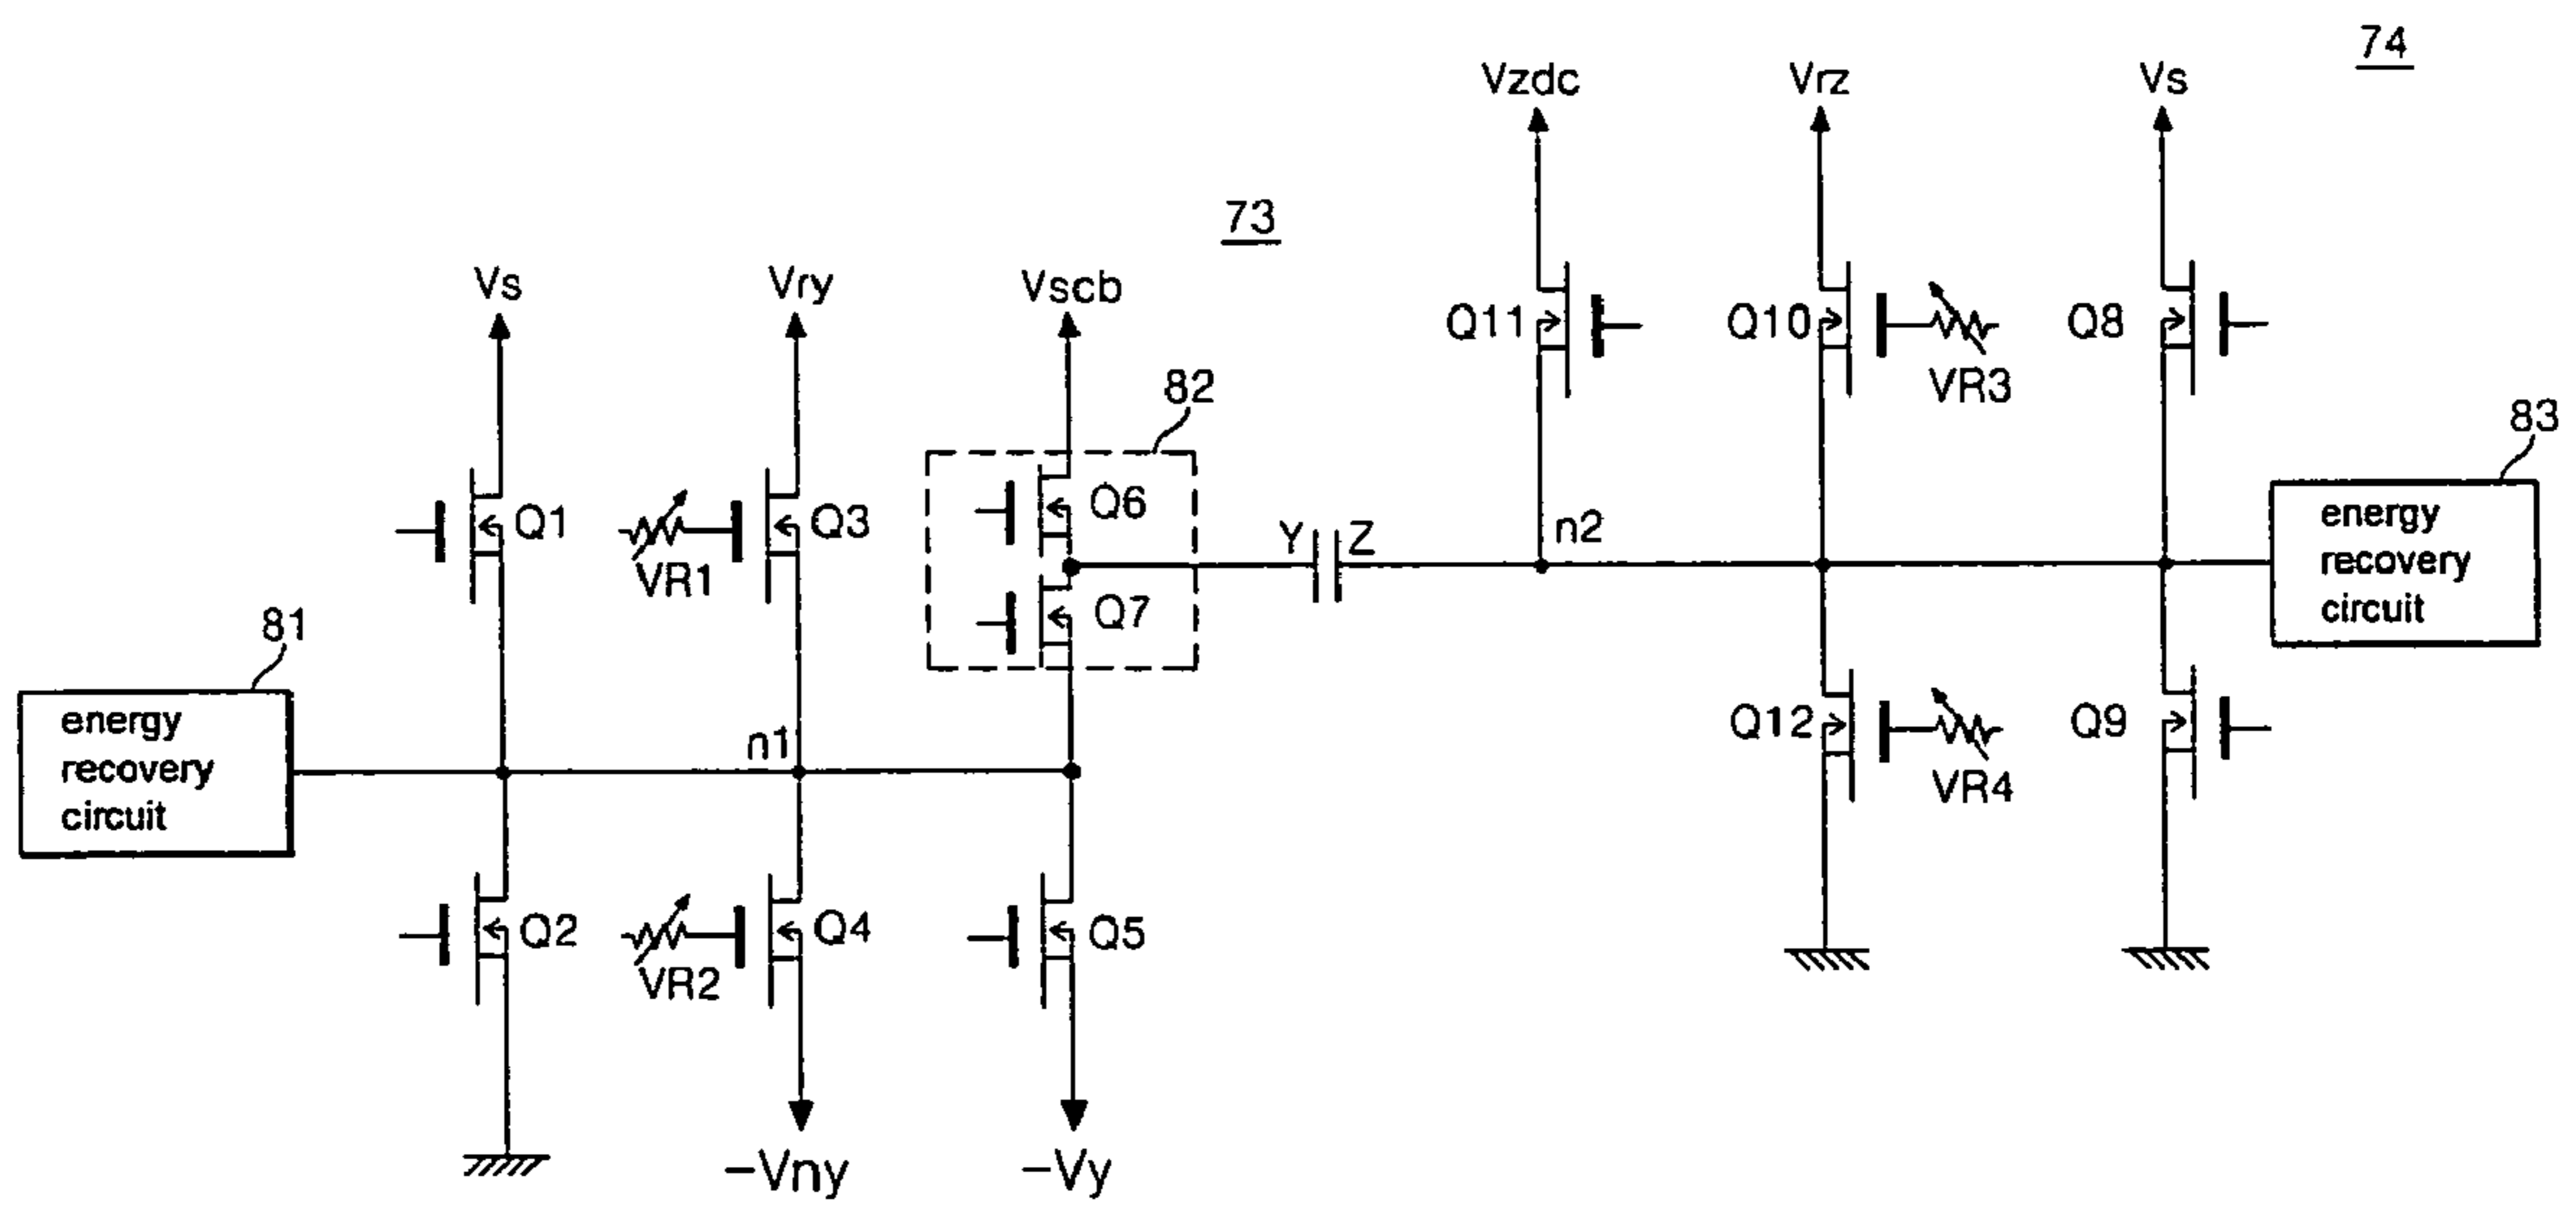 74
Vzdc
Vrz
Vs
73
Vs
Vry
Vscb
Q11
Q10
VR3
Q8
82
83
energy
recovery
circuit
Q1
VR1
Q3
Q6
Q7
Y
Z
n2
81
energy
recovery
circuit
n1
Q12
VR4
Q9
Q2
VR2
Q4
Q5
−Vny
−Vy